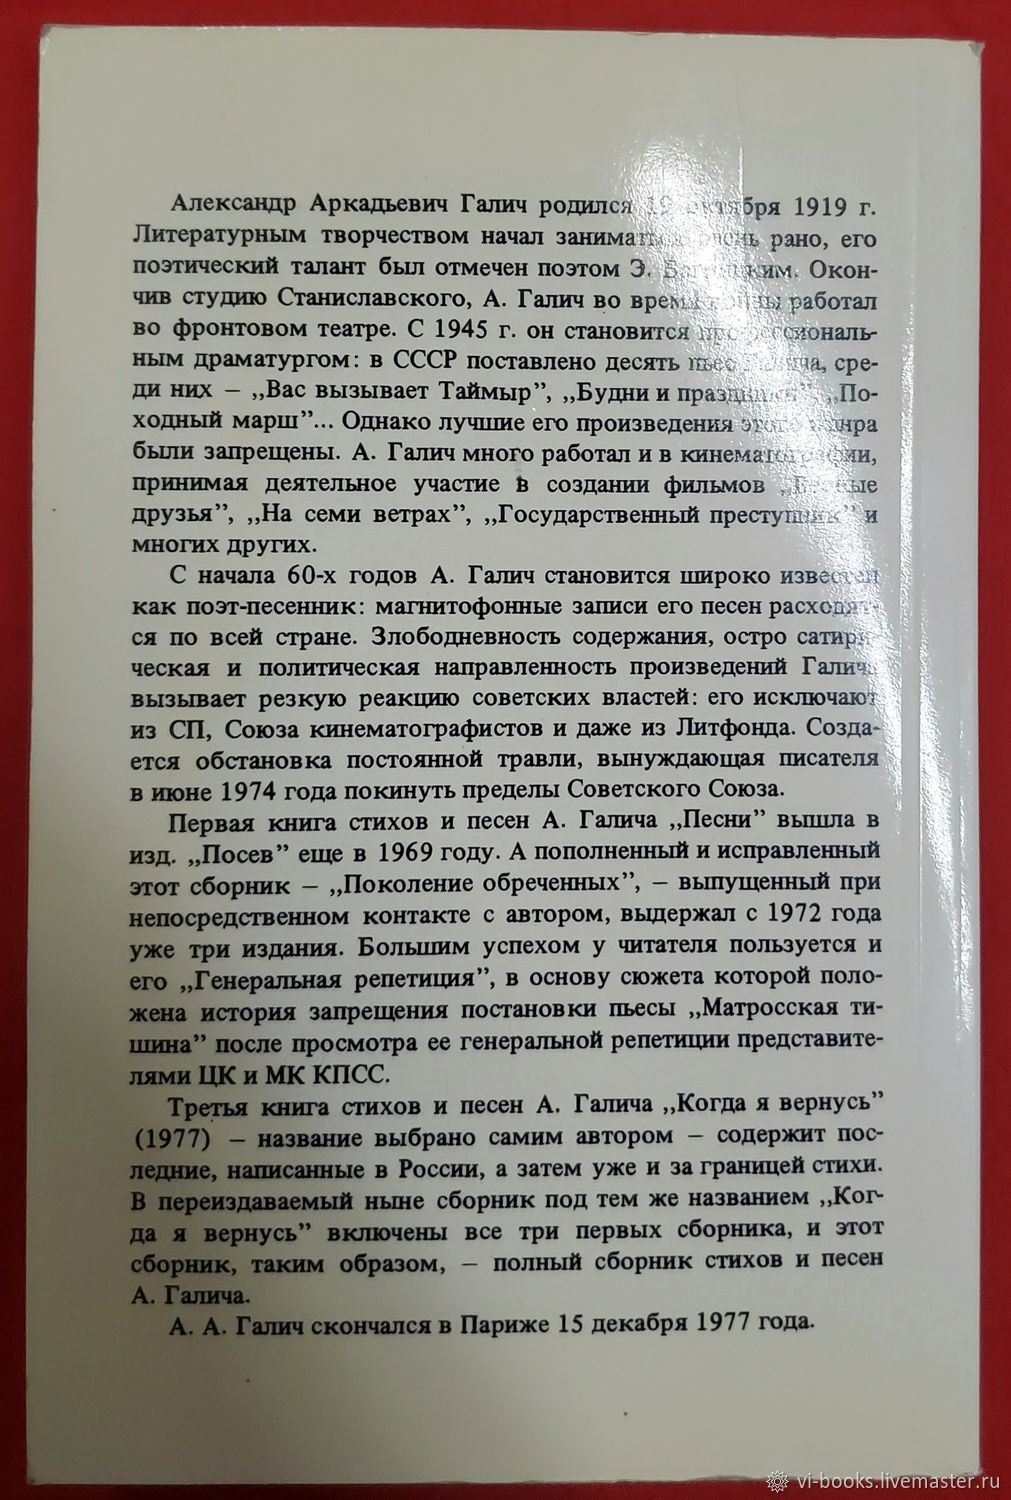 Александр Аркадьевич Галич родился 19 октября 1919 г.
Литературным творчеством начал заниматься очень рано, его
поэтический талант был отмечен поэтом Э. Багрицким. Окон-
чив студию Станиславского, А. Галич во время войны работал
во фронтовом театре. С 1945 г. он становится профессиональ-
ным драматургом: в СССР поставлено десять пьес Галича, сре-
ди них – „Вас вызывает Таймыр”, „Будни и праздники”, „По-
ходный марш”... Однако лучшие его произведения этого жанра
были запрещены. А. Галич много работал и в кинематографии,
принимая деятельное участие в создании фильмов „Верные
друзья”, „На семи ветрах”, „Государственный преступник” и
многих других.
С начала 60-х годов А. Галич становится широко известен
как поэт-песенник: магнитофонные записи его песен расходят-
ся по всей стране. Злободневность содержания, остро сатири-
ческая и политическая направленность произведений Галича
вызывает резкую реакцию советских властей: его исключают
из СП, Союза кинематографистов и даже из Литфонда. Созда-
ется обстановка постоянной травли, вынуждающая писателя
в июне 1974 года покинуть пределы Советского Союза.
Первая книга стихов и песен А. Галича „Песни” вышла в
изд. „Посев” еще в 1969 году. А пополненный и исправленный
этот сборник – „Поколение обреченных”, – выпущенный при
непосредственном контакте с автором, выдержал с 1972 года
уже три издания. Большим успехом у читателя пользуется и
его „Генеральная репетиция”, в основу сюжета которой поло-
жена история запрещения постановки пьесы „Матросская ти-
шина” после просмотра ее генеральной репетиции представите-
лями ЦК и МК КПСС.
Третья книга стихов и песен А. Галича „Когда я вернусь”
(1977) – название выбрано самим автором – содержит пос-
ледние, написанные в России, а затем уже и за границей стихи.
В переиздаваемый ныне сборник под тем же названием „Ког-
да я вернусь” включены все три первых сборника, и этот
сборник, таким образом, – полный сборник стихов и песен
А. Галича.
А. А. Галич скончался в Париже 15 декабря 1977 года.
vi-books.livemaster.ru